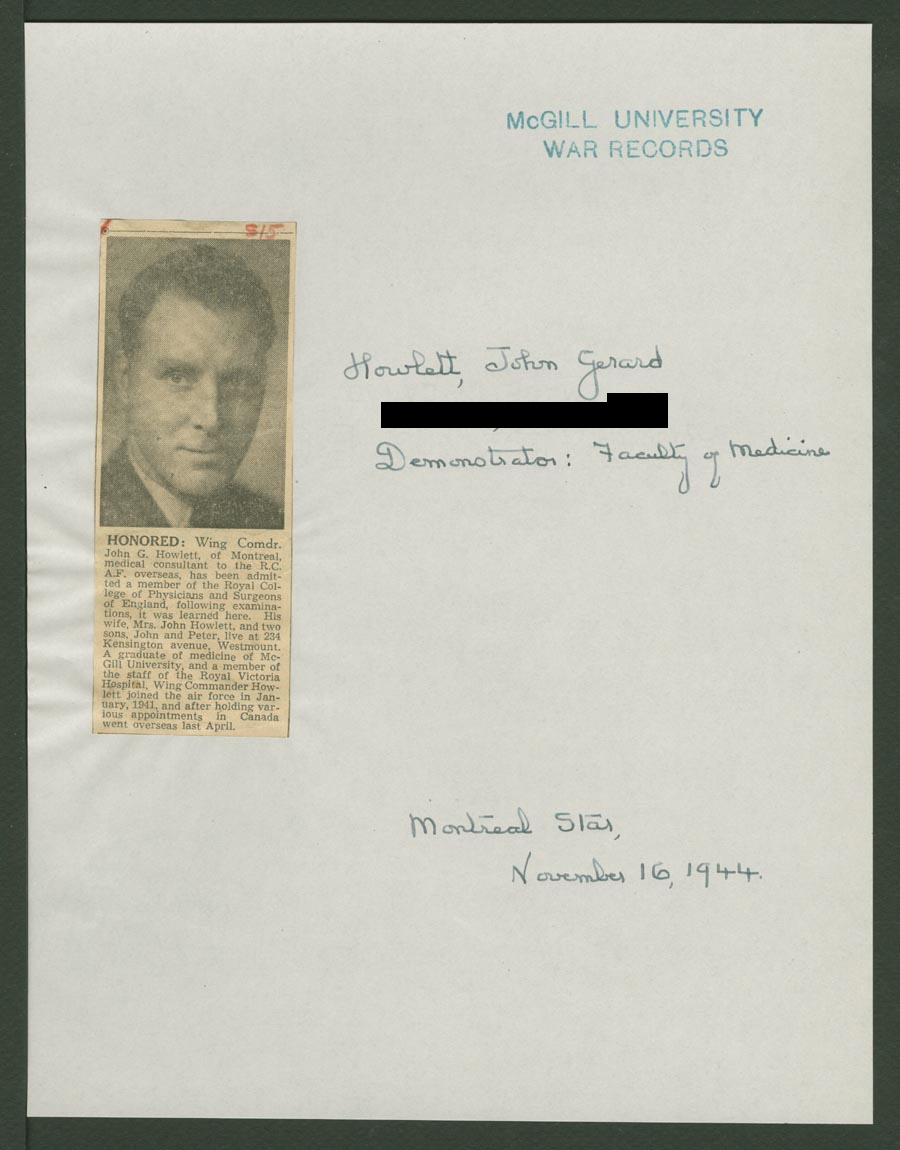 McGILL UNIVERSITY
WAR RECORDS
S/5
Howlett, John Gerard
Demonstrator: Faculty of Medicine
HONORED: Wing Comdr.
John G. Howlett, of Montreal,
medical consultant to the R.C.
A.F. overseas, has been admit-
ted a member of the Royal Col-
lege of Physicians and Surgeons
of England, following examina-
tions, it was learned here. His
wife, Mrs. John Howlett, and two
sons, John and Peter, live at 234
Kensington avenue, Westmount.
A graduate of medicine of Mc-
Gill University, and a member of
the staff of the Royal Victoria
Hospital, Wing Commander How-
lett joined the air force in Jan-
uary, 1941, and after holding var-
ious appointments in Canada
went overseas last April.
Montreal Star,
November 16, 1944.